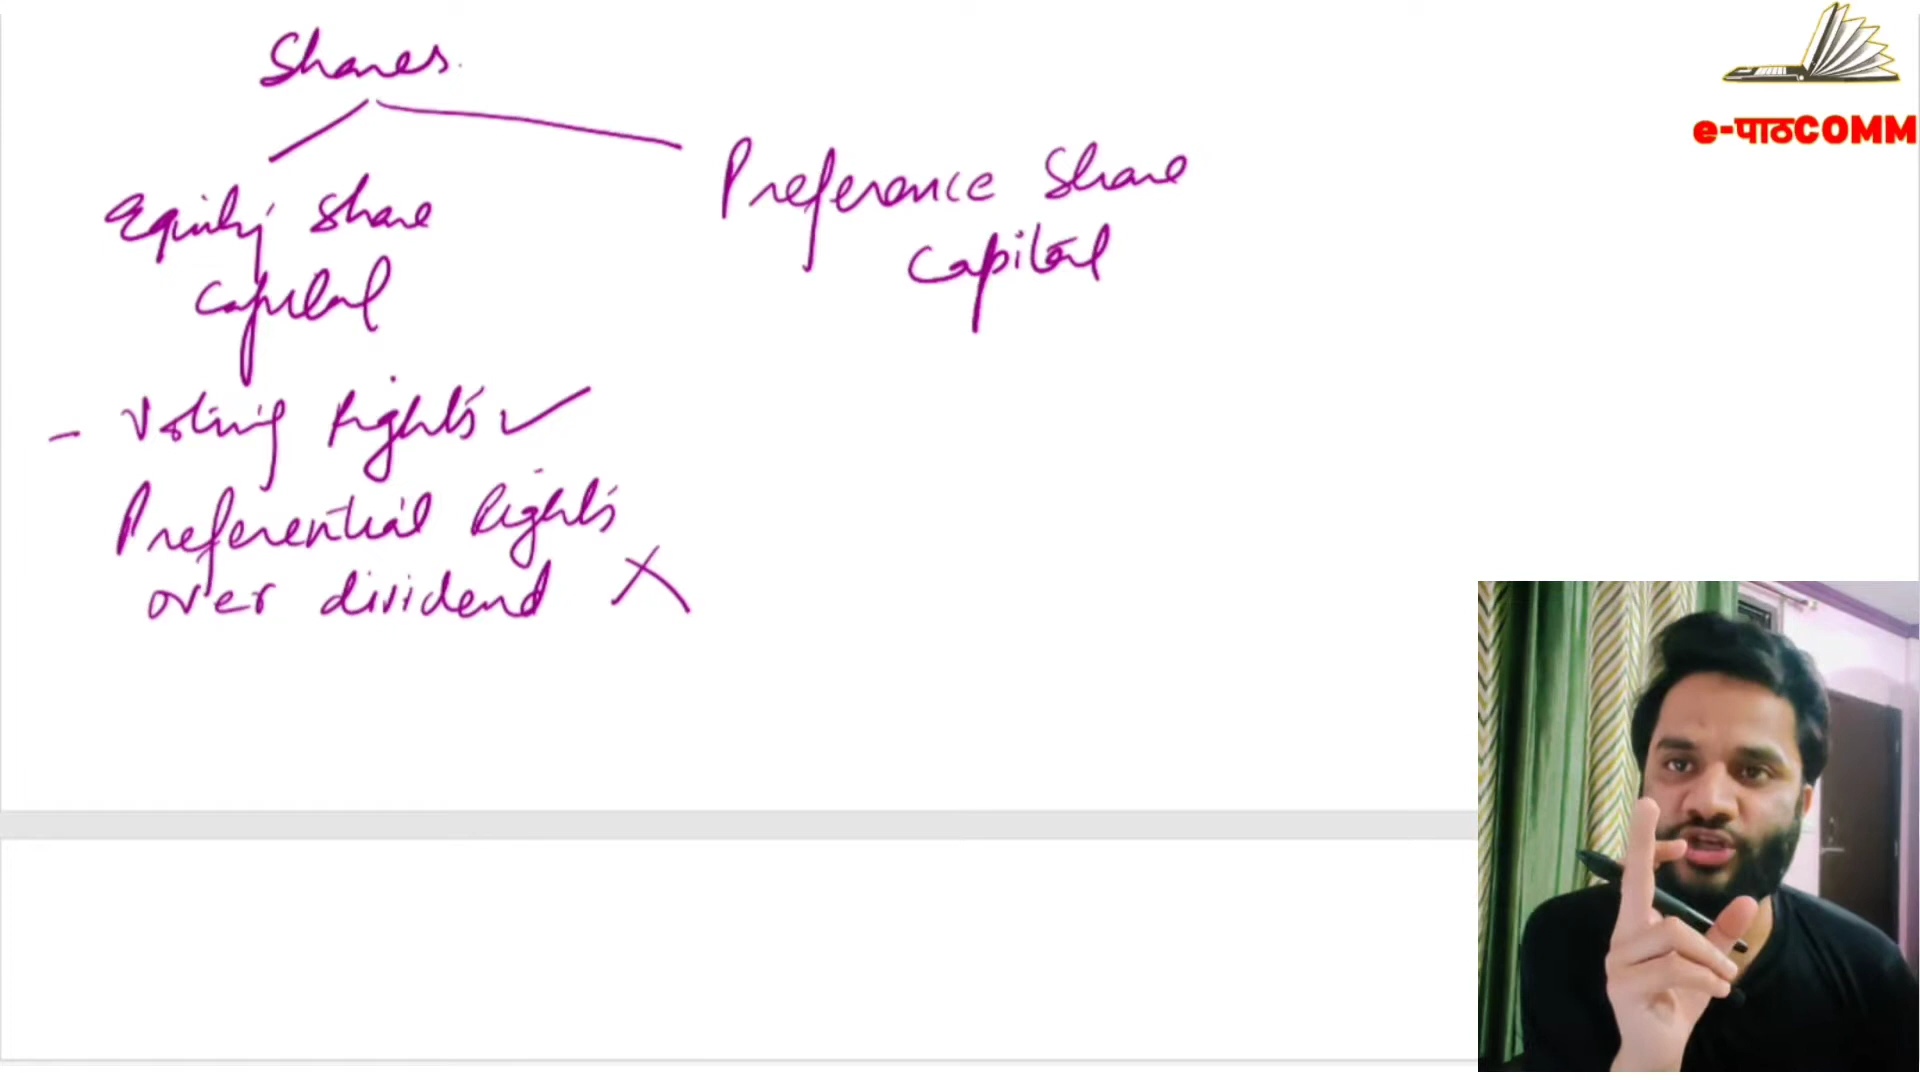 Shares
Equity Share
Capital
Preference Share
Capital
- Voting Rights ✓
Preferential Rights
over dividend ✗
e-पाठCOMM